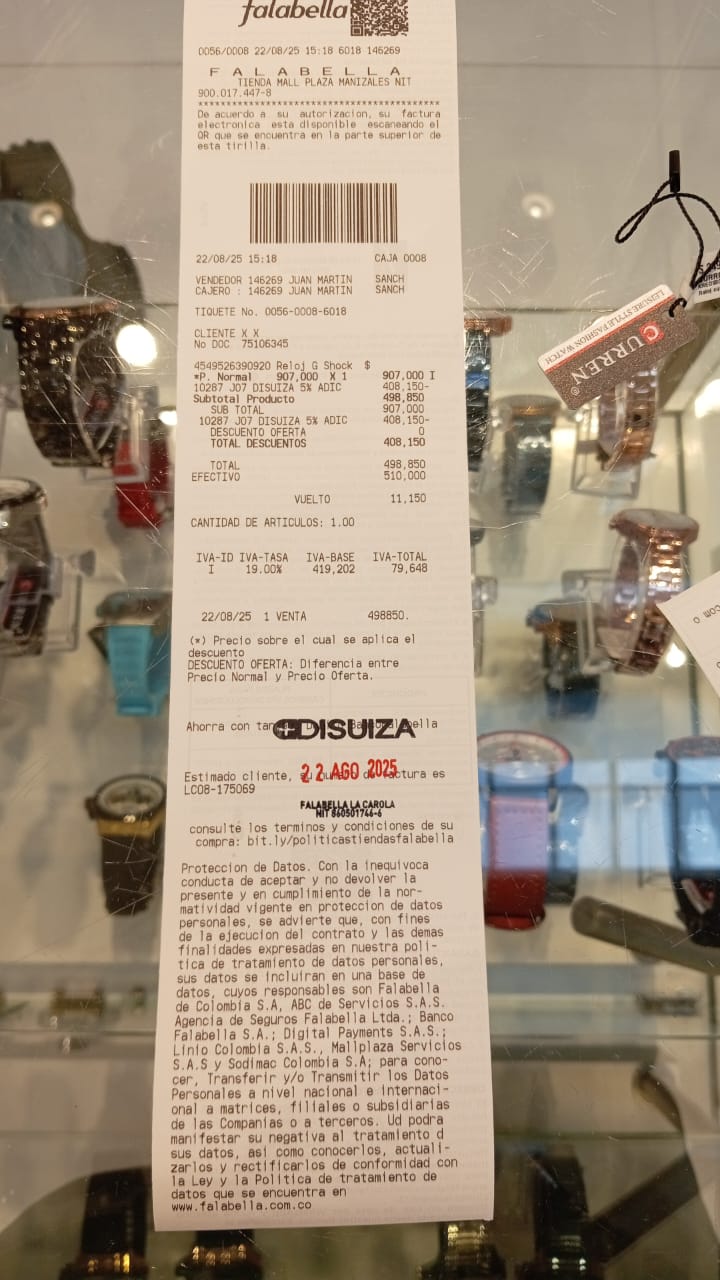 falabella
0056/0008 22/08/25 15:18 6018 146269
F A L A B E L L A
TIENDA MALL PLAZA MANIZALES NIT
900.017.447-8
****************************************
De acuerdo a su autorizacion, su factura
electronica esta disponible escaneando el
QR que se encuentra en la parte superior de
esta tirilla.
22/08/25 15:18 CAJA 0008
VENDEDOR 146269 JUAN MARTIN SANCH
CAJERO : 146269 JUAN MARTIN SANCH
TIQUETE No. 0056-0008-6018
CLIENTE X X
No DOC 75106345
4549526390920 Reloj G Shock $
*P. Normal 907,000 X 1 907,000 I
10287 J07 DISUIZA 5% ADIC 408,150-
Subtotal Producto 498,850
SUB TOTAL 907,000
10287 J07 DISUIZA 5% ADIC 408,150-
DESCUENTO OFERTA 0
TOTAL DESCUENTOS 408,150
TOTAL 498,850
EFECTIVO 510,000
VUELTO 11,150
CANTIDAD DE ARTICULOS: 1.00
IVA-ID IVA-TASA IVA-BASE IVA-TOTAL
I 19.00% 419,202 79,648
22/08/25 1 VENTA 498850.
(*) Precio sobre el cual se aplica el
descuento
DESCUENTO OFERTA: Diferencia entre
Precio Normal y Precio Oferta.
Ahorra con
DISUIZA
22 AGO 2025
Estimado cliente, su numero de factura es
LC08-175069
FALABELLA LA CAROLA
NIT 860501746-6
consulte los terminos y condiciones de su
compra: bit.ly/politicastiendasfalabella
Proteccion de Datos. Con la inequivoca
conducta de aceptar y no devolver la
presente y en cumplimiento de la nor-
matividad vigente en proteccion de datos
personales, se advierte que, con fines
de la ejecucion del contrato y las demas
finalidades expresadas en nuestra poli-
tica de tratamiento de datos personales,
sus datos se incluiran en una base de
datos, cuyos responsables son Falabella
de Colombia S.A, ABC de Servicios S.A.S.
Agencia de Seguros Falabella Ltda.; Banco
Falabella S.A.; Digital Payments S.A.S.;
Linio Colombia S.A.S., Mallplaza Servicios
S.A.S y Sodimac Colombia S.A; para cono-
cer, Transferir y/o Transmitir los Datos
Personales a nivel nacional e internaci-
onal a matrices, filiales o subsidiarias
de las Companias o a terceros. Ud podra
manifestar su negativa al tratamiento d
sus datos, asi como conocerlos, actuali-
zarlos y rectificarlos de conformidad con
la Ley y la Politica de tratamiento de
datos que se encuentra en
www.falabella.com.co
CURREN
LEISURE STYLE FASHION WATCH